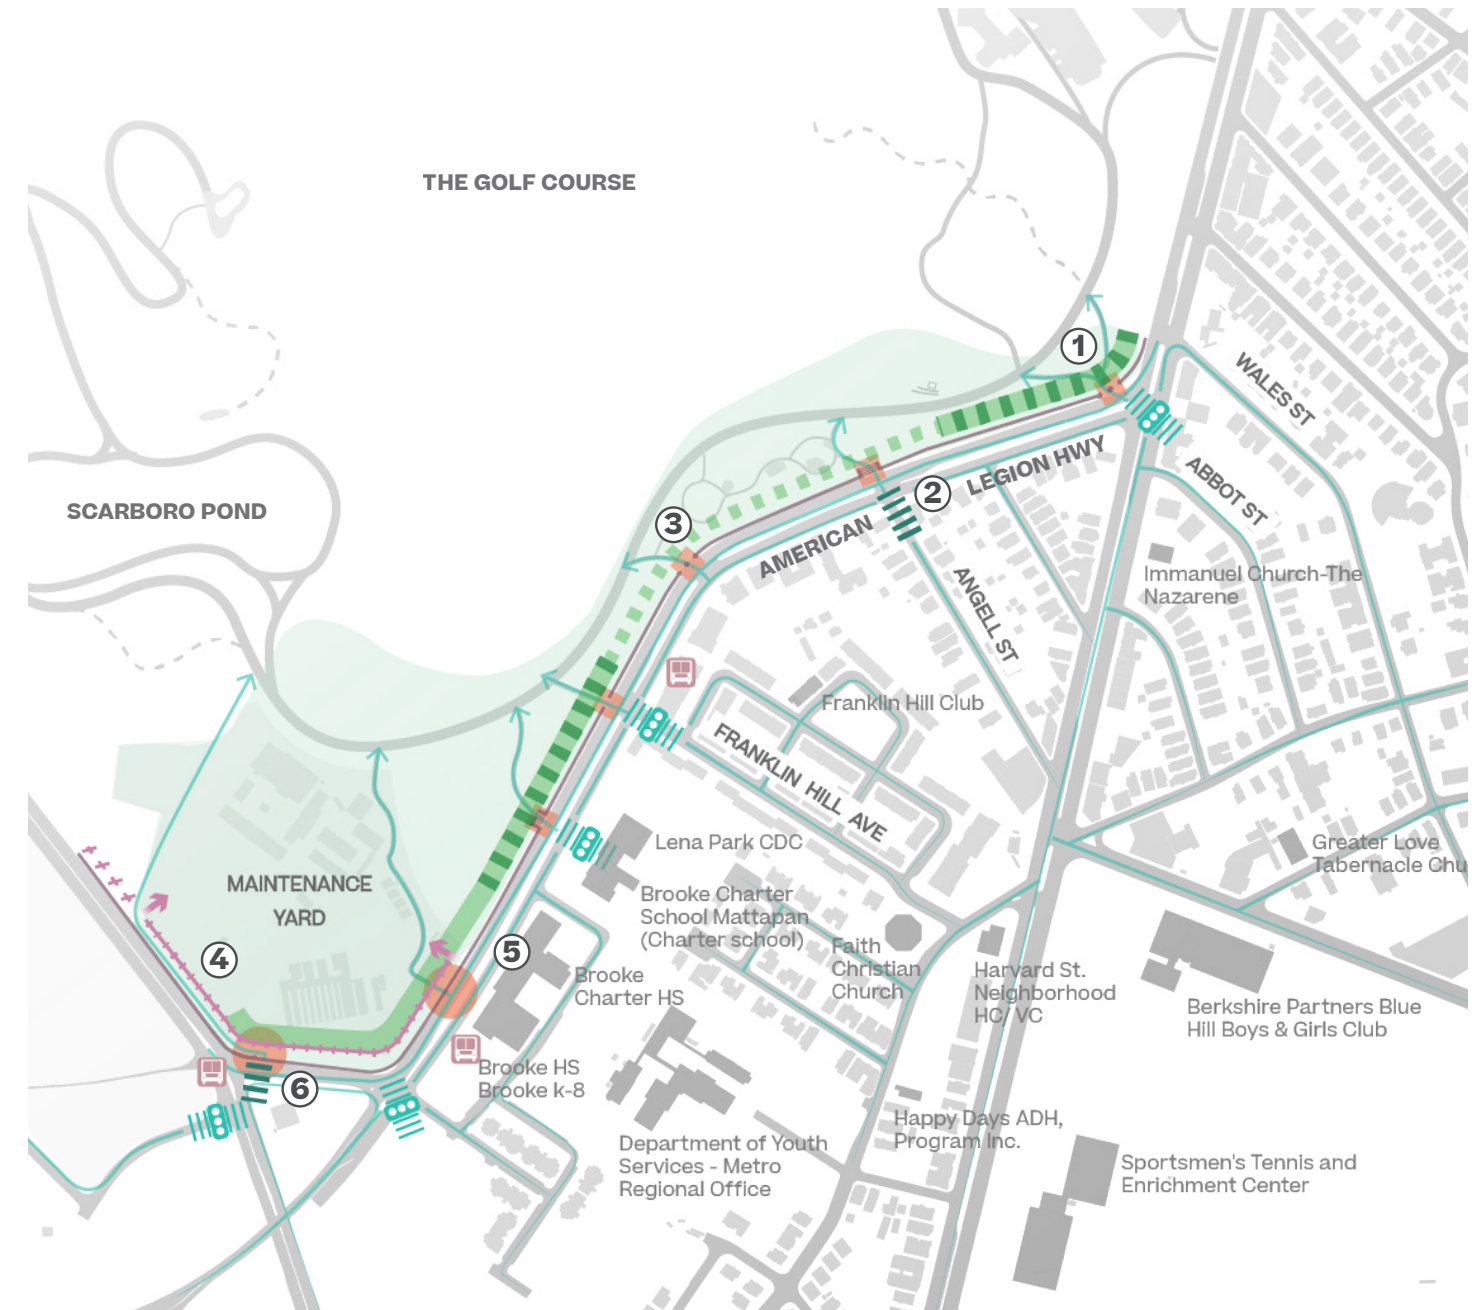 THE GOLF COURSE
1
WALES ST
ABBOT ST
LEGION HWY
2
AMERICAN
3
SCARBORO POND
ANGELL ST
Immanuel Church-The
Nazarene
Franklin Hill Club
FRANKLIN HILL AVE
Lena Park CDC
Greater Love
Tabernacle Chu
MAINTENANCE
YARD
Brooke Charter
School Mattapan
(Charter school)
Faith
Christian
Church
4
5
Brooke
Charter HS
Harvard St.
Neighborhood
HC/ VC
Berkshire Partners Blue
Hill Boys & Girls Club
6
Brooke HS
Brooke k-8
Happy Days ADH,
Program Inc.
Department of Youth
Services - Metro
Regional Office
Sportsmen's Tennis and
Enrichment Center